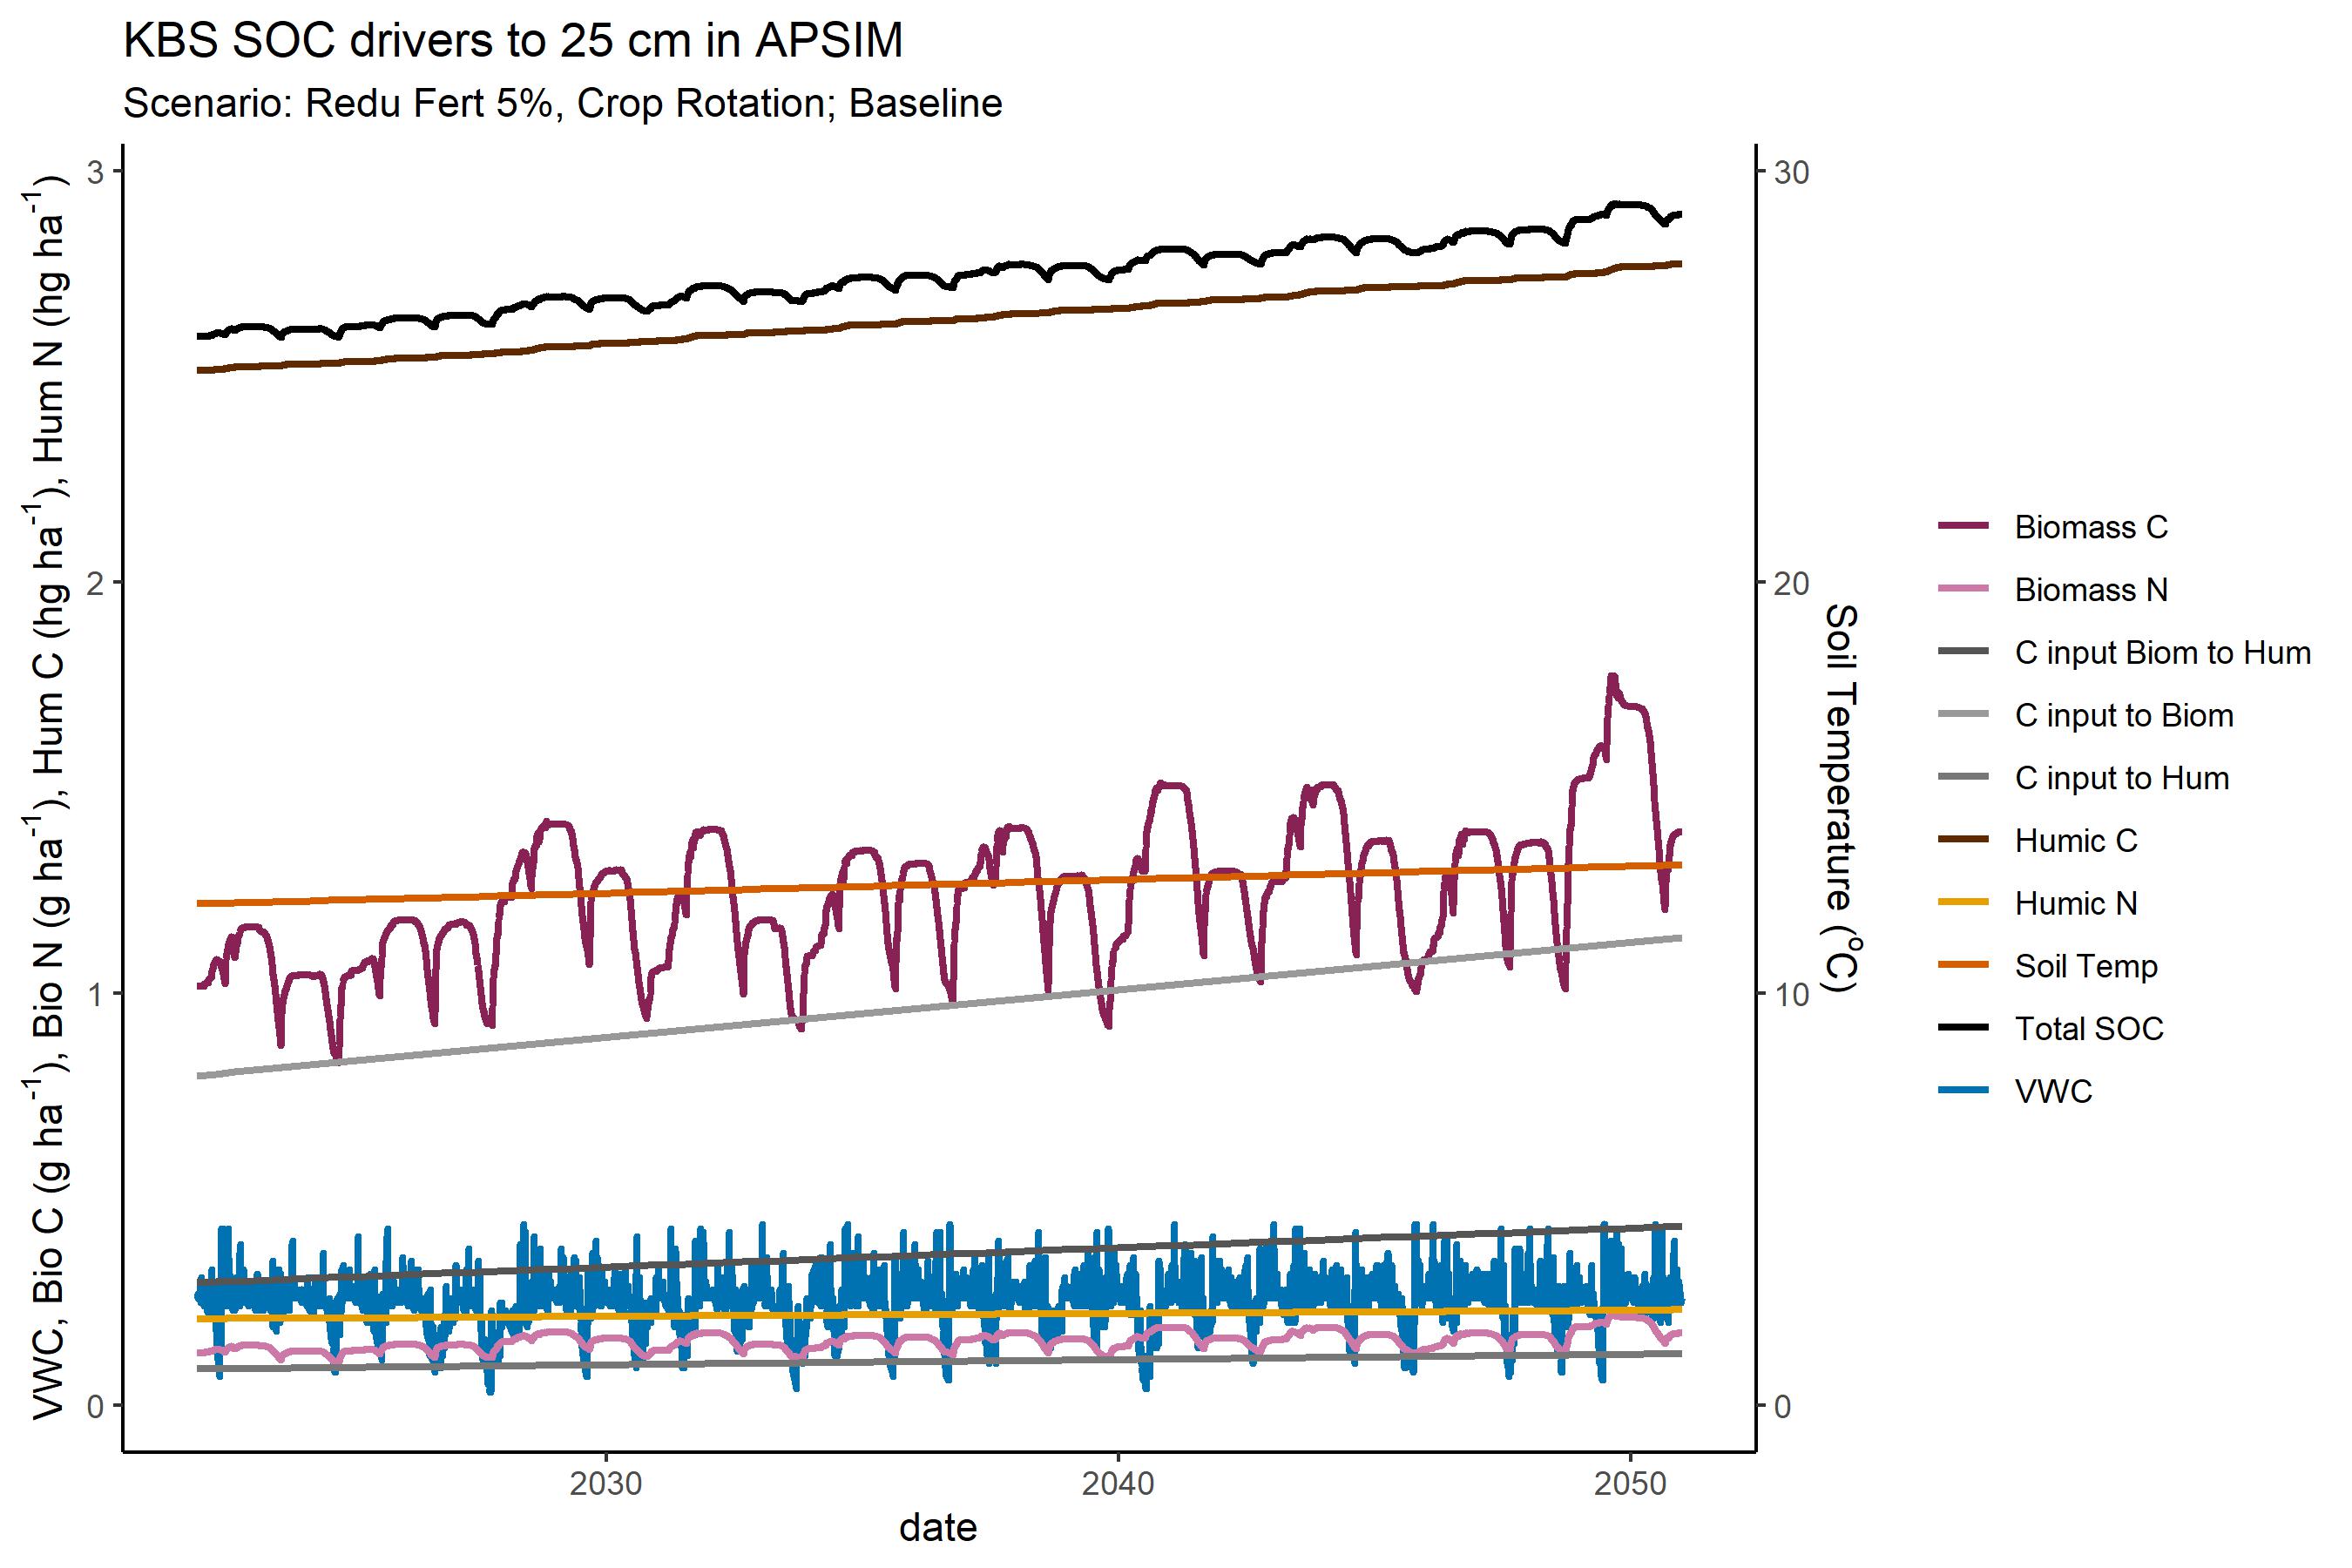 KBS SOC drivers to 25 cm in APSIM
Scenario: Redu Fert 5%, Crop Rotation; Baseline
VWC, Bio C (g ha⁻¹), Bio N (g ha⁻¹), Hum C (hg ha⁻¹), Hum N (hg ha⁻¹)
3
2
1
0
30
20
10
0
Soil Temperature (°C)
2030
2040
2050
date
Biomass C
Biomass N
C input Biom to Hum
C input to Biom
C input to Hum
Humic C
Humic N
Soil Temp
Total SOC
VWC